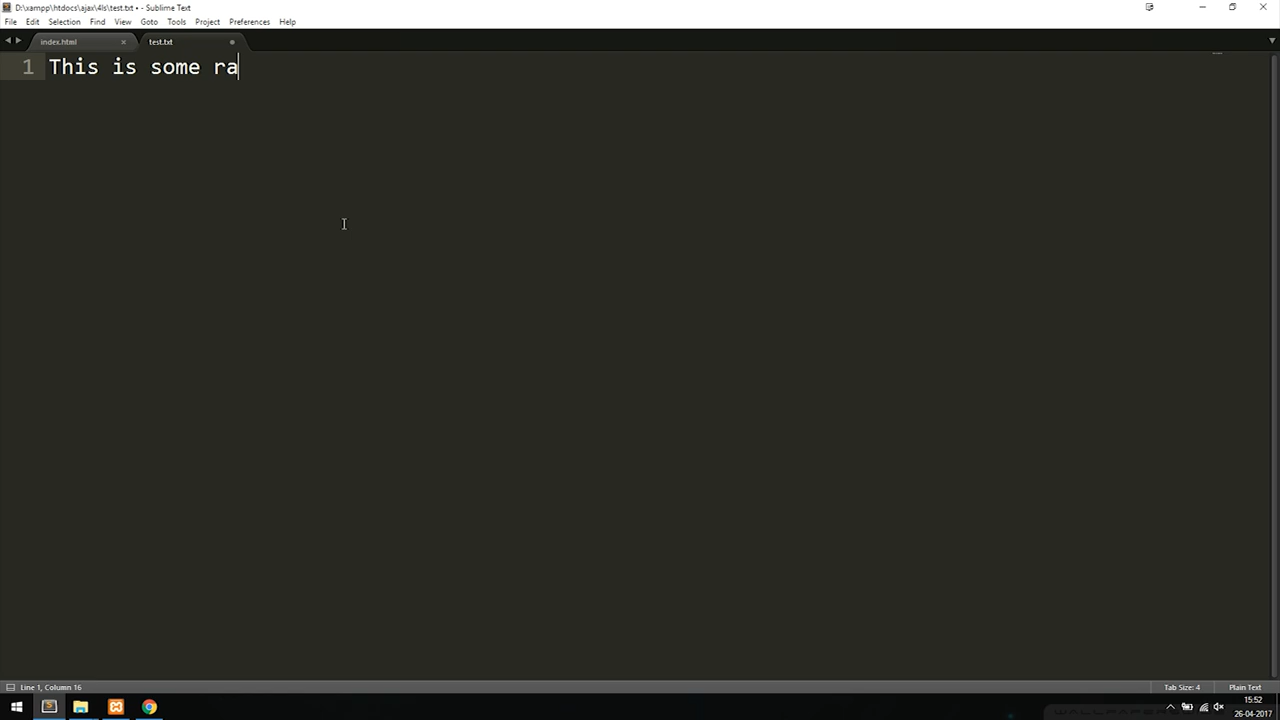 D:\xampp\htdocs\ajax\4ls\test.txt • - Sublime Text
File Edit Selection Find View Goto Tools Project Preferences Help
index.html × test.txt
1 This is some ra
Line 1, Column 16 Tab Size: 4 Plain Text
15:52
26-04-2017